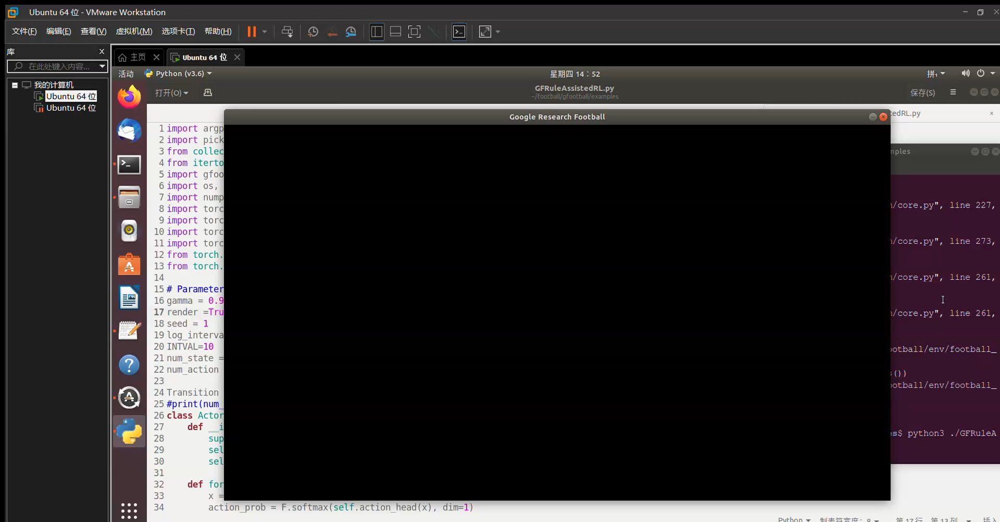 Ubuntu 64 位 - VMware Workstation
文件(F) 编辑(E) 查看(V) 虚拟机(M) 选项卡(T) 帮助(H)
库
在此处键入内容...
我的计算机
Ubuntu 64 位
Ubuntu 64 位
主页 Ubuntu 64 位
活动 Python (v3.6) 星期四 14：52 拼₁
打开(O) GFRuleAssistedRL.py 保存(S)
~/football/gfootball/examples
tedRL.py
Google Research Football
mples
1 import argp
2 import pick
3 from collec
4 from iterto
5 import gfoo
6 import os,
7 import nump
8 import torc
9 import torc
10 import torc
11 import torc
12 from torch.
13 from torch.
14
15 # Parameter
16 gamma = 0.9
17 render =Tru
18 seed = 1
19 log_interva
20 INTVAL=10
21 num_state =
22 num_action
23
24 Transition
25 #print(num_
26 class Actor
27 def __i
28 sup
29 sel
30 sel
31
32 def for
33 x =
34 action_prob = F.softmax(self.action_head(x), dim=1)
/core.py", line 227,
/core.py", line 273,
/core.py", line 261,
/core.py", line 261,
ootball/env/football_
s())
ootball/env/football_
es$ python3 ./GFRuleA
Python 制表符宽度：8 第 17 行，第 13 列 插入